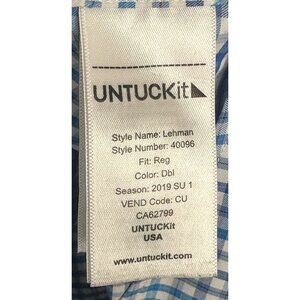 UNTUCKit
Style Name: Lehman
Style Number: 40096
Fit: Reg
Color: Dbl
Season: 2019 SU 1
VEND Code: CU
CA62799
UNTUCKit
USA
www.untuckit.com